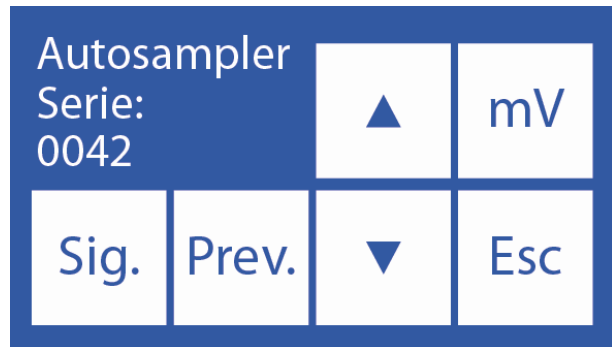 Autosampler
Serie:
0042
▲
mV
Sig.
Prev.
▼
Esc